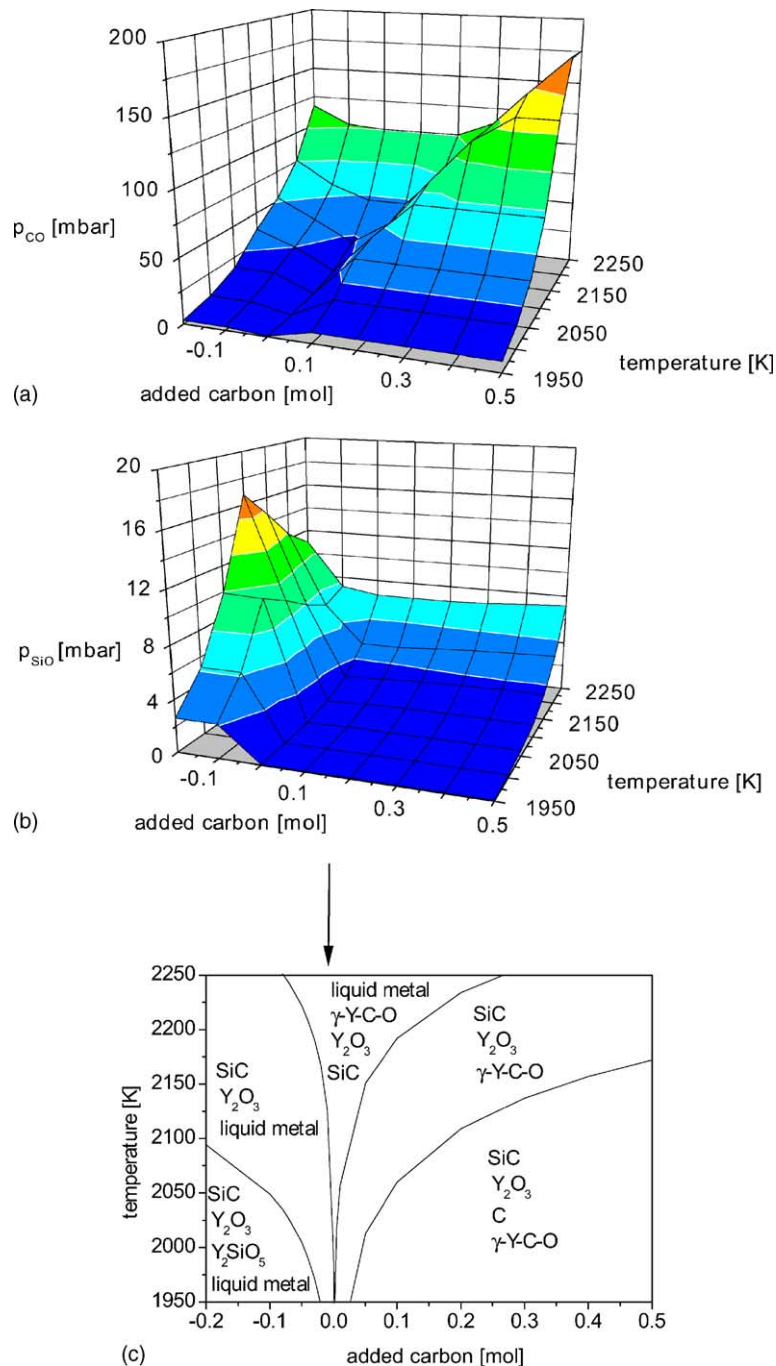 200
150
100
50
0
p_CO [mbar]
-0.1
0.1
0.3
0.5
added carbon [mol]
2250
2150
2050
1950
temperature [K]
(a)
20
16
12
8
4
0
p_SiO [mbar]
-0.1
0.1
0.3
0.5
added carbon [mol]
2250
2150
2050
1950
temperature [K]
(b)
2250
2200
2150
2100
2050
2000
1950
temperature [K]
liquid metal
γ-Y-C-O
Y₂O₃
SiC
SiC
Y₂O₃
γ-Y-C-O
SiC
Y₂O₃
liquid metal
SiC
Y₂O₃
Y₂SiO₅
liquid metal
SiC
Y₂O₃
C
γ-Y-C-O
-0.2 -0.1 0.0 0.1 0.2 0.3 0.4 0.5
added carbon [mol]
(c)